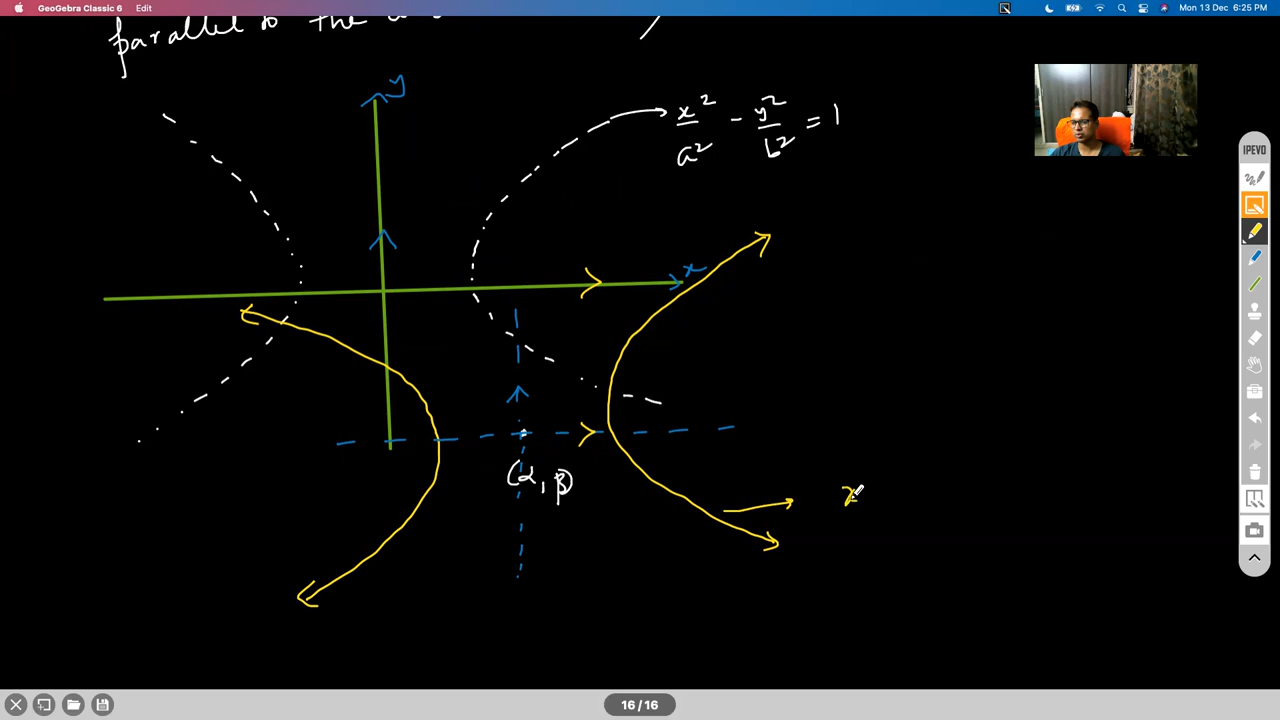 GeoGebra Classic 6 Edit Mon 13 Dec 6:25 PM
parallel to the
y
x²/a² - y²/b² = 1
IPEVO
x
(α, β)
x
16/16